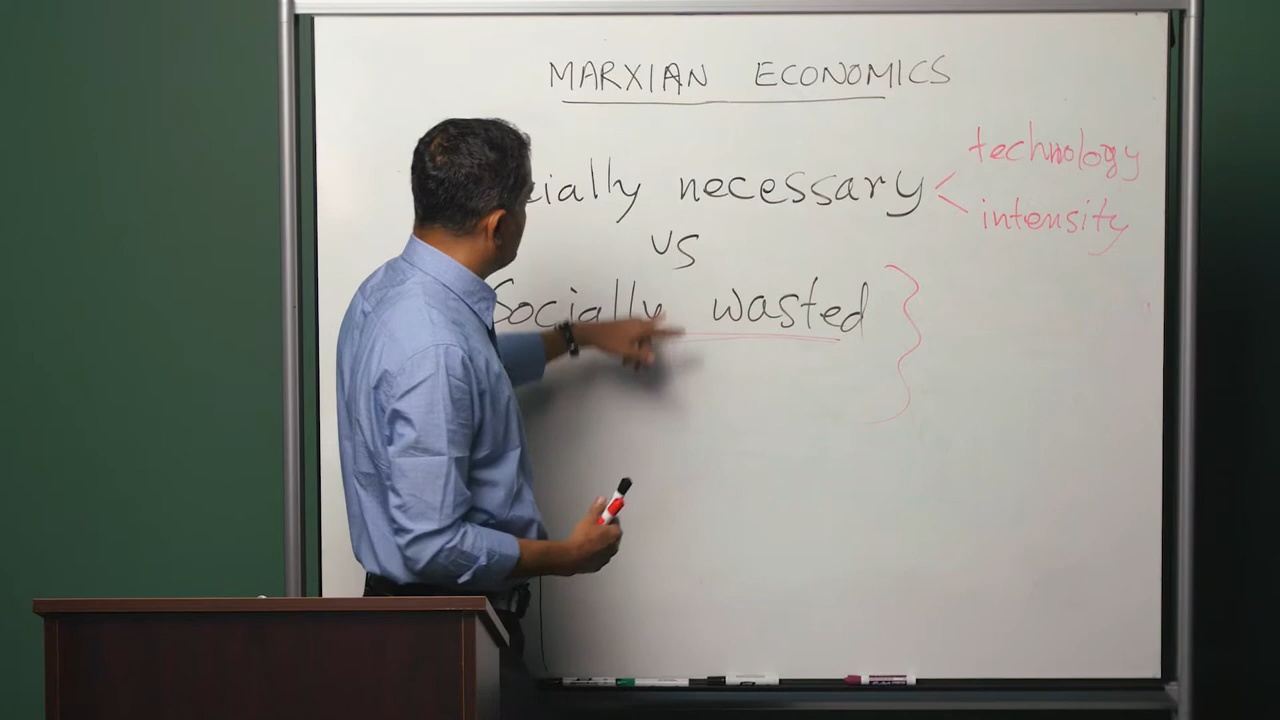 MARXIAN ECONOMICS
cially necessary < technology
intensity
vs
Socially wasted